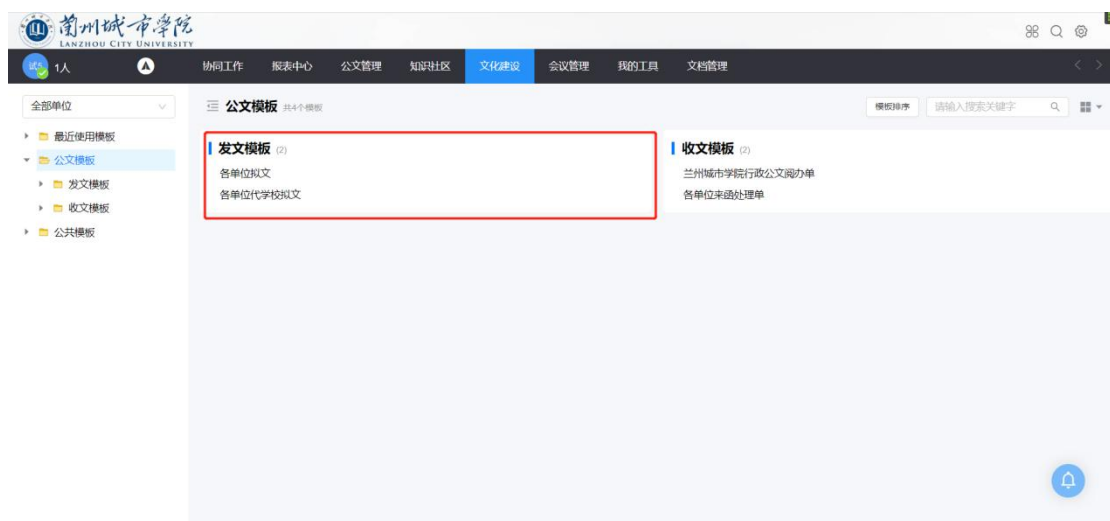 兰州城市学院
LANZHOU CITY UNIVERSITY
1人 协同工作 报表中心 公文管理 知识社区 文化建设 会议管理 我的工具 文档管理
全部单位
最近使用模板
公文模板
发文模板
收文模板
公共模板
公文模板 共4个模板 模板排序 请输入搜索关键字
发文模板 (2)
各单位拟文
各单位代学校拟文
收文模板 (2)
兰州城市学院行政公文阅办单
各单位来函处理单